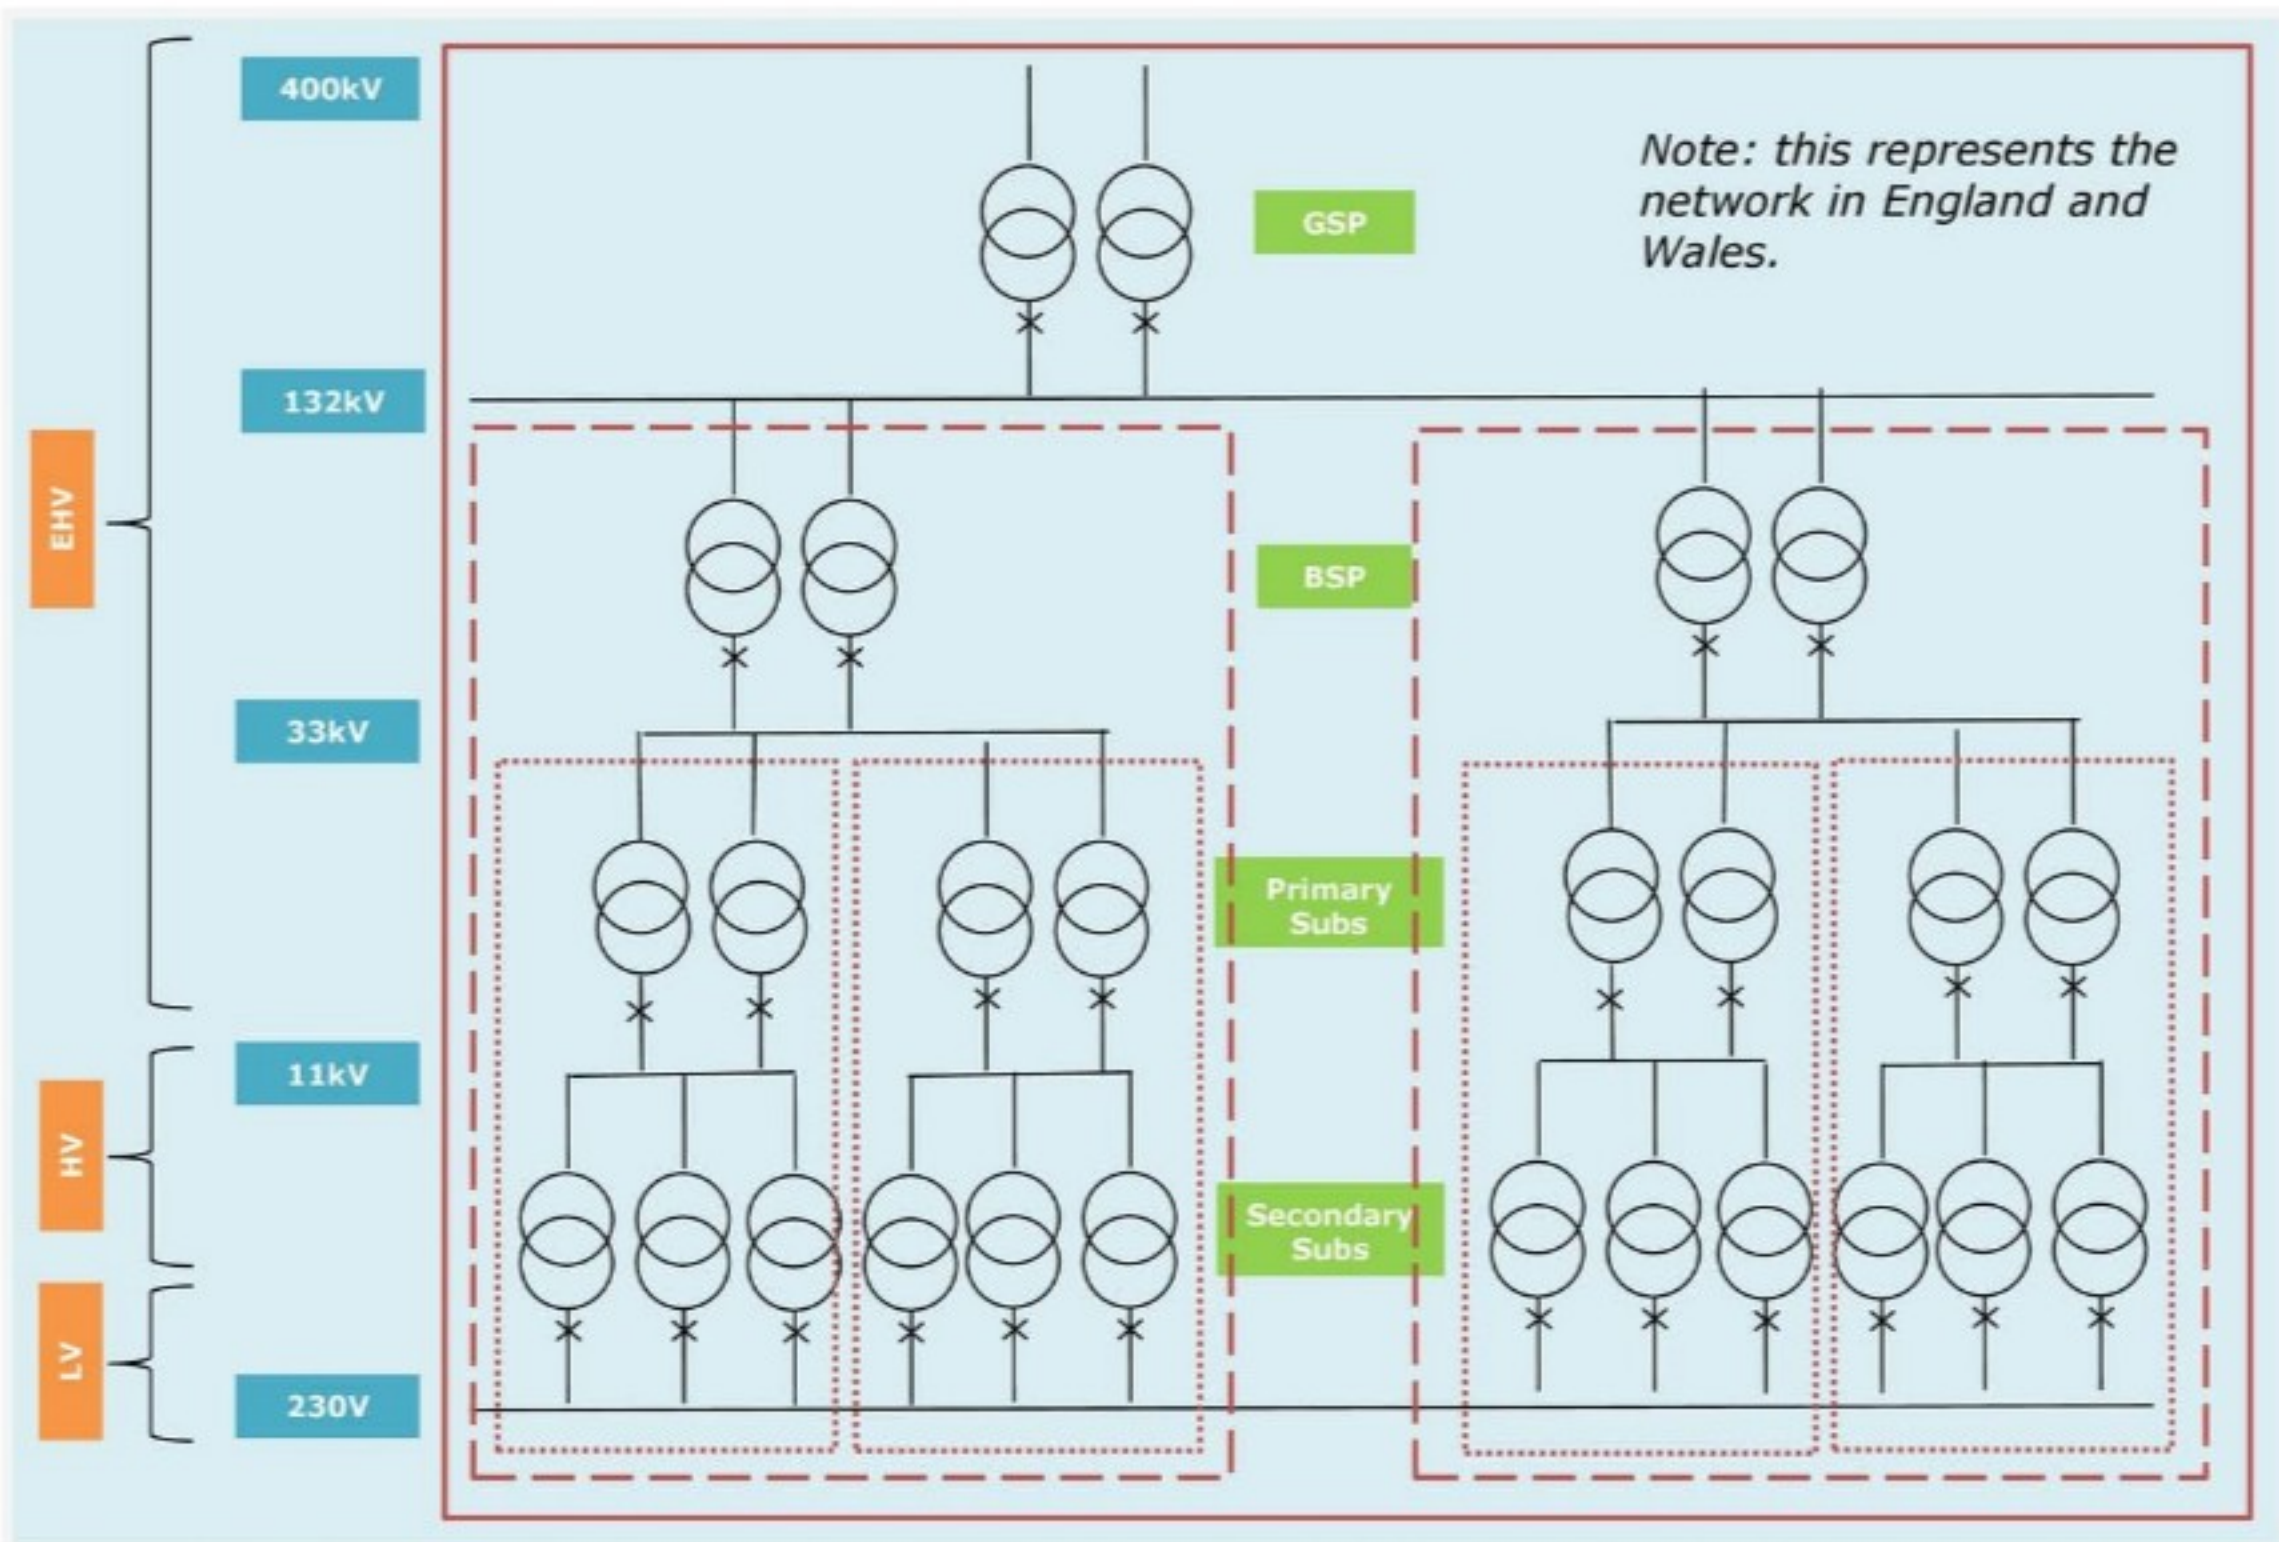 400kV
GSP
Note: this represents the
network in England and
Wales.
132kV
EHV
BSP
33kV
Primary
Subs
11kV
HV
Secondary
Subs
LV
230V